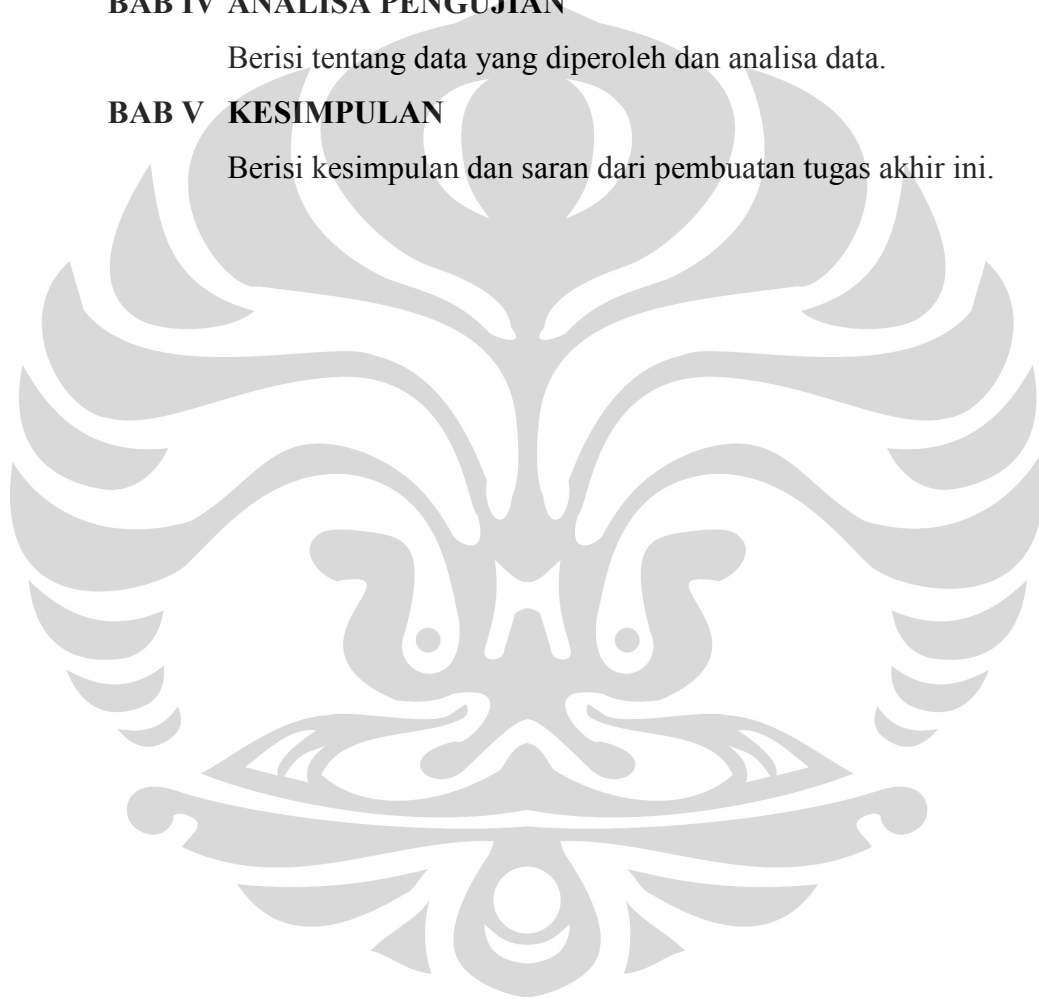 BAB IV ANALISA PENGUJIAN
Berisi tentang data yang diperoleh dan analisa data.
BAB V KESIMPULAN
Berisi kesimpulan dan saran dari pembuatan tugas akhir ini.